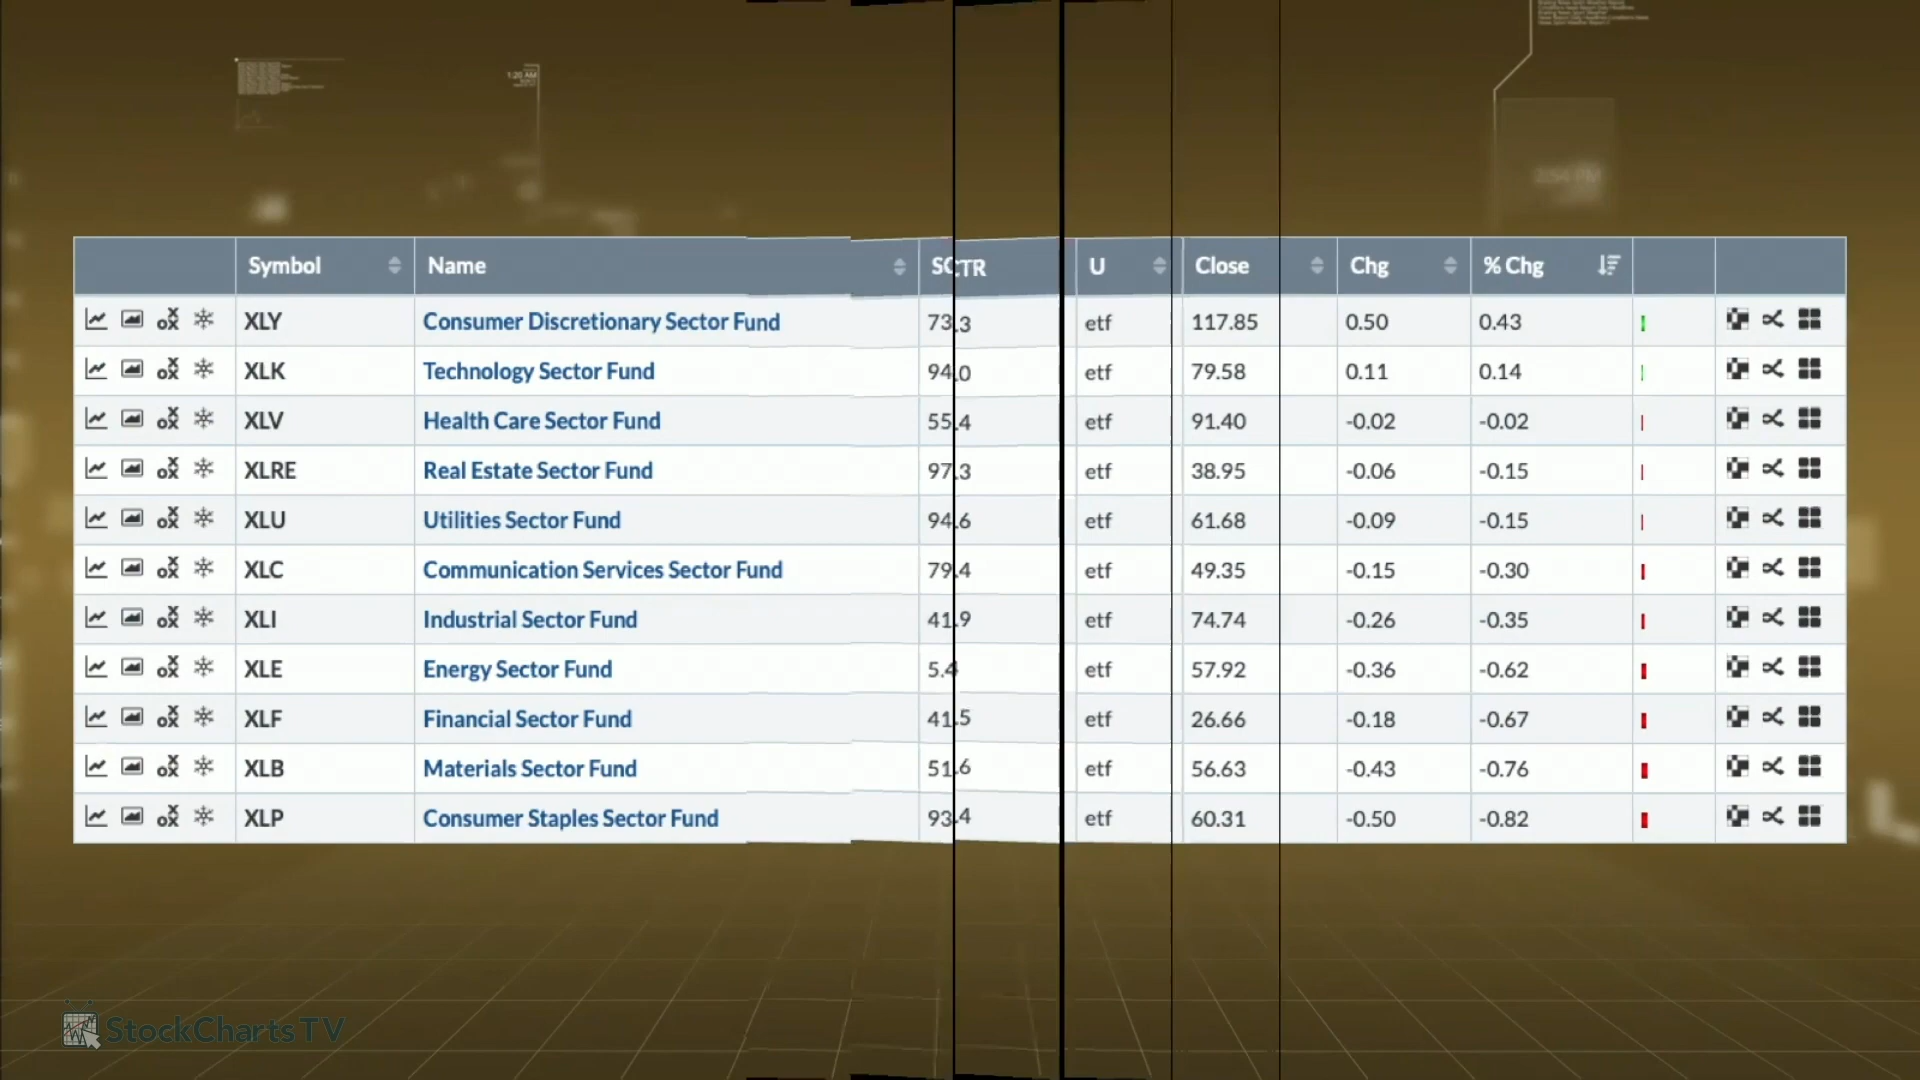 1:20 AM
2:54 PM
Symbol Name SCTR U Close Chg % Chg
XLY Consumer Discretionary Sector Fund 73.3 etf 117.85 0.50 0.43
XLK Technology Sector Fund 94.0 etf 79.58 0.11 0.14
XLV Health Care Sector Fund 55.4 etf 91.40 -0.02 -0.02
XLRE Real Estate Sector Fund 97.3 etf 38.95 -0.06 -0.15
XLU Utilities Sector Fund 94.6 etf 61.68 -0.09 -0.15
XLC Communication Services Sector Fund 79.4 etf 49.35 -0.15 -0.30
XLI Industrial Sector Fund 41.9 etf 74.74 -0.26 -0.35
XLE Energy Sector Fund 5.4 etf 57.92 -0.36 -0.62
XLF Financial Sector Fund 41.5 etf 26.66 -0.18 -0.67
XLB Materials Sector Fund 51.6 etf 56.63 -0.43 -0.76
XLP Consumer Staples Sector Fund 93.4 etf 60.31 -0.50 -0.82
StockCharts TV